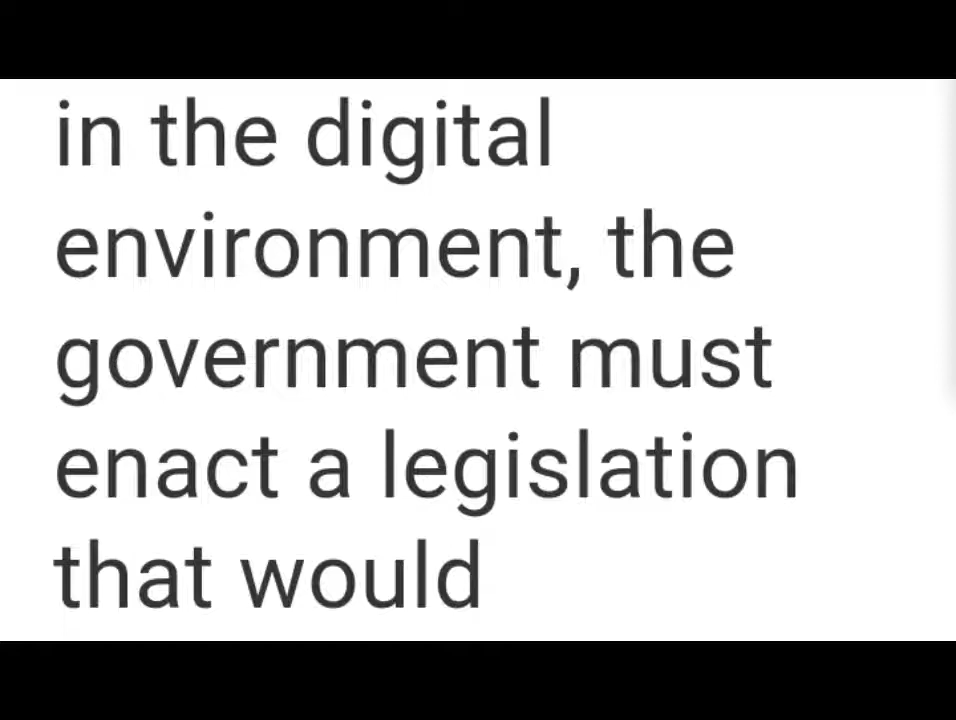 in the digital
environment, the
government must
enact a legislation
that would